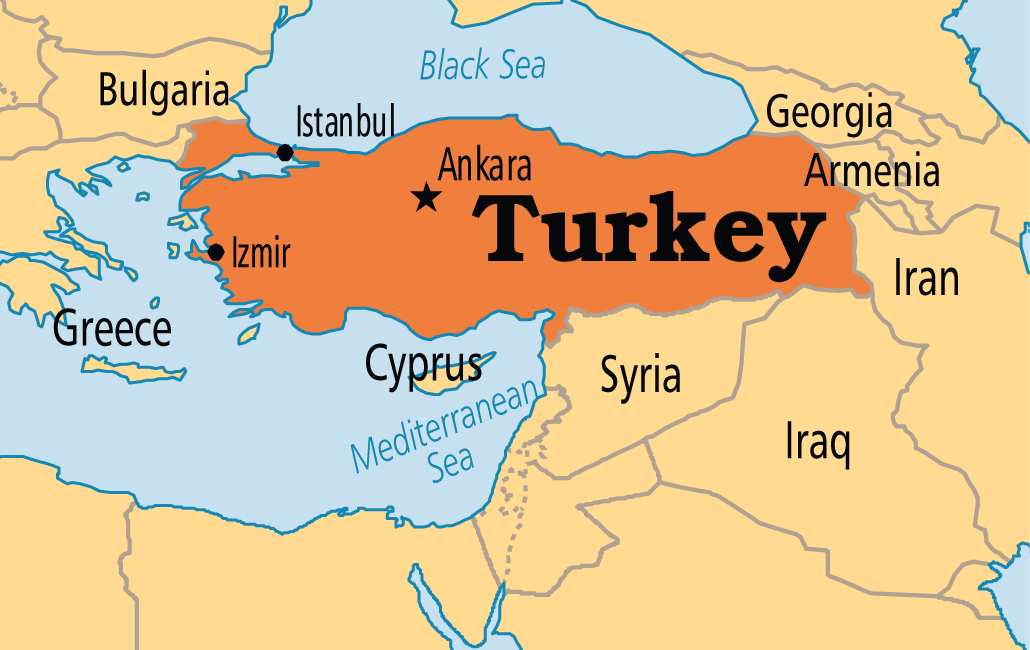 Black Sea
Bulgaria
Georgia
Istanbul
Ankara
Armenia
Turkey
Izmir
Iran
Greece
Cyprus
Syria
Mediterranean
Sea
Iraq